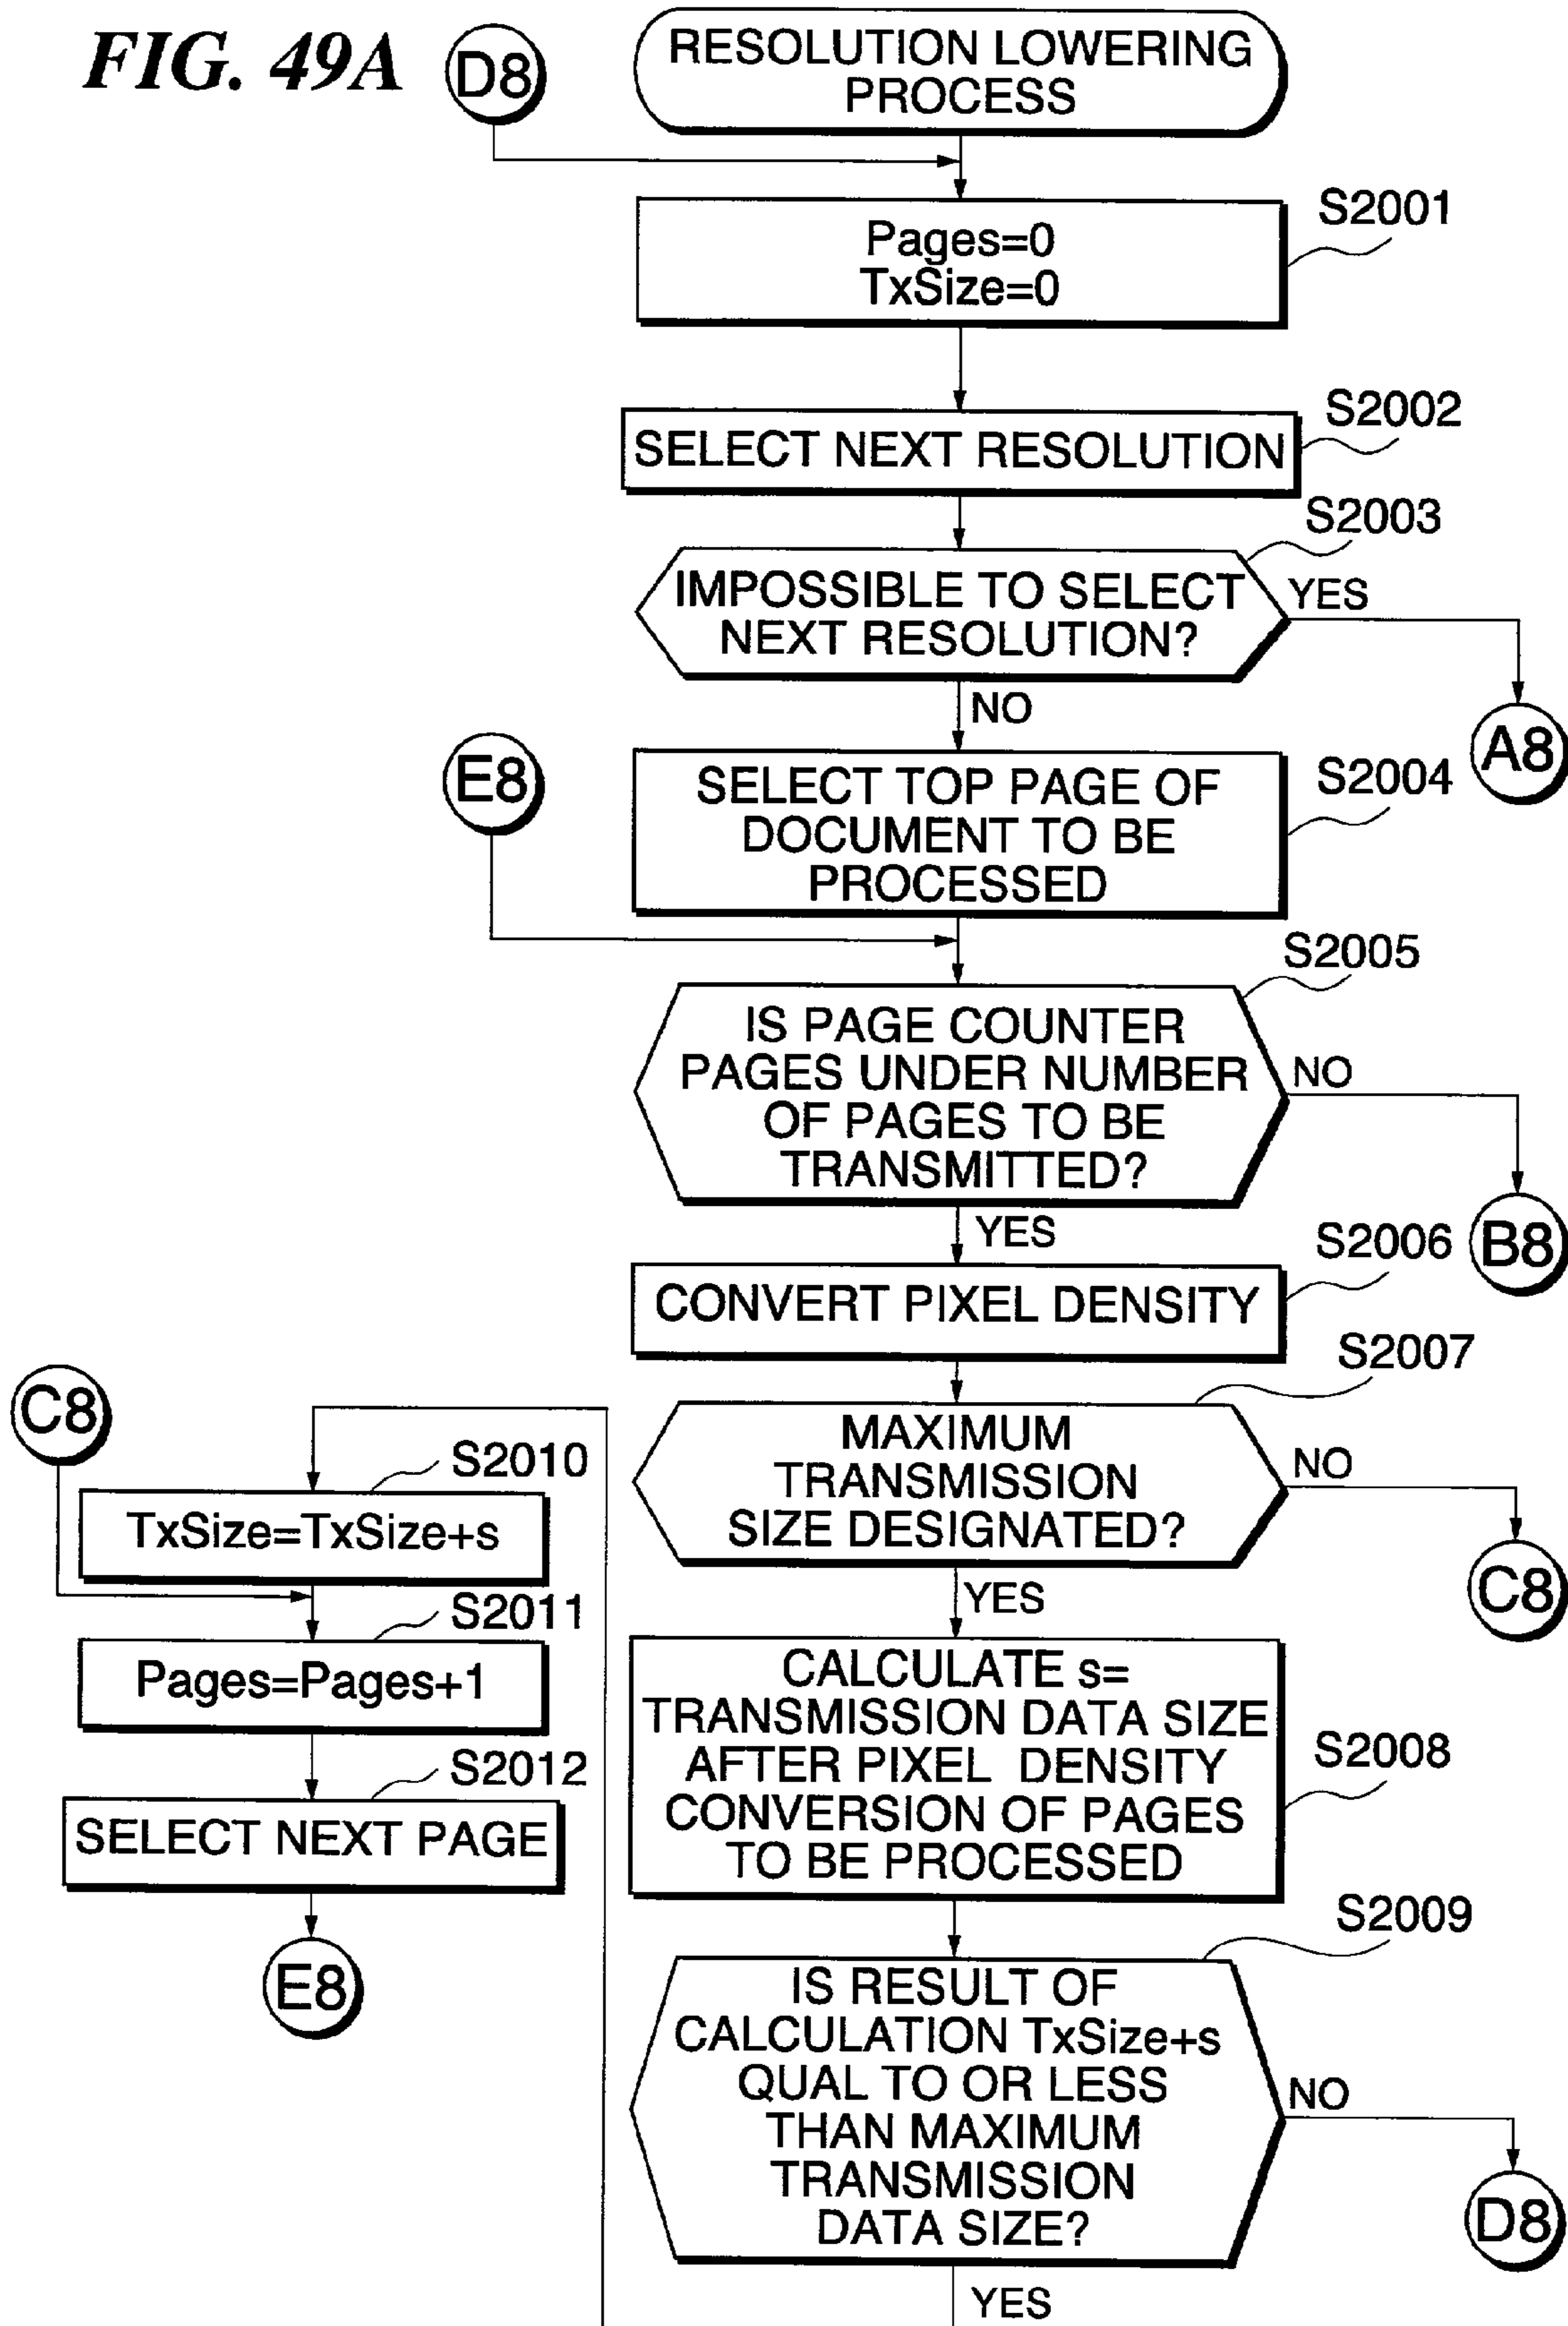 FIG. 49A
D8
RESOLUTION LOWERING
PROCESS
S2001
Pages=0
TxSize=0
S2002
SELECT NEXT RESOLUTION
S2003
IMPOSSIBLE TO SELECT
NEXT RESOLUTION?
YES
NO
A8
E8
S2004
SELECT TOP PAGE OF
DOCUMENT TO BE
PROCESSED
S2005
IS PAGE COUNTER
PAGES UNDER NUMBER
OF PAGES TO BE
TRANSMITTED?
NO
YES
B8
S2006
CONVERT PIXEL DENSITY
S2007
MAXIMUM
TRANSMISSION
SIZE DESIGNATED?
NO
YES
C8
S2008
CALCULATE s=
TRANSMISSION DATA SIZE
AFTER PIXEL DENSITY
CONVERSION OF PAGES
TO BE PROCESSED
S2009
IS RESULT OF
CALCULATION TxSize+s
QUAL TO OR LESS
THAN MAXIMUM
TRANSMISSION
DATA SIZE?
NO
D8
YES
C8
S2010
TxSize=TxSize+s
S2011
Pages=Pages+1
S2012
SELECT NEXT PAGE
E8